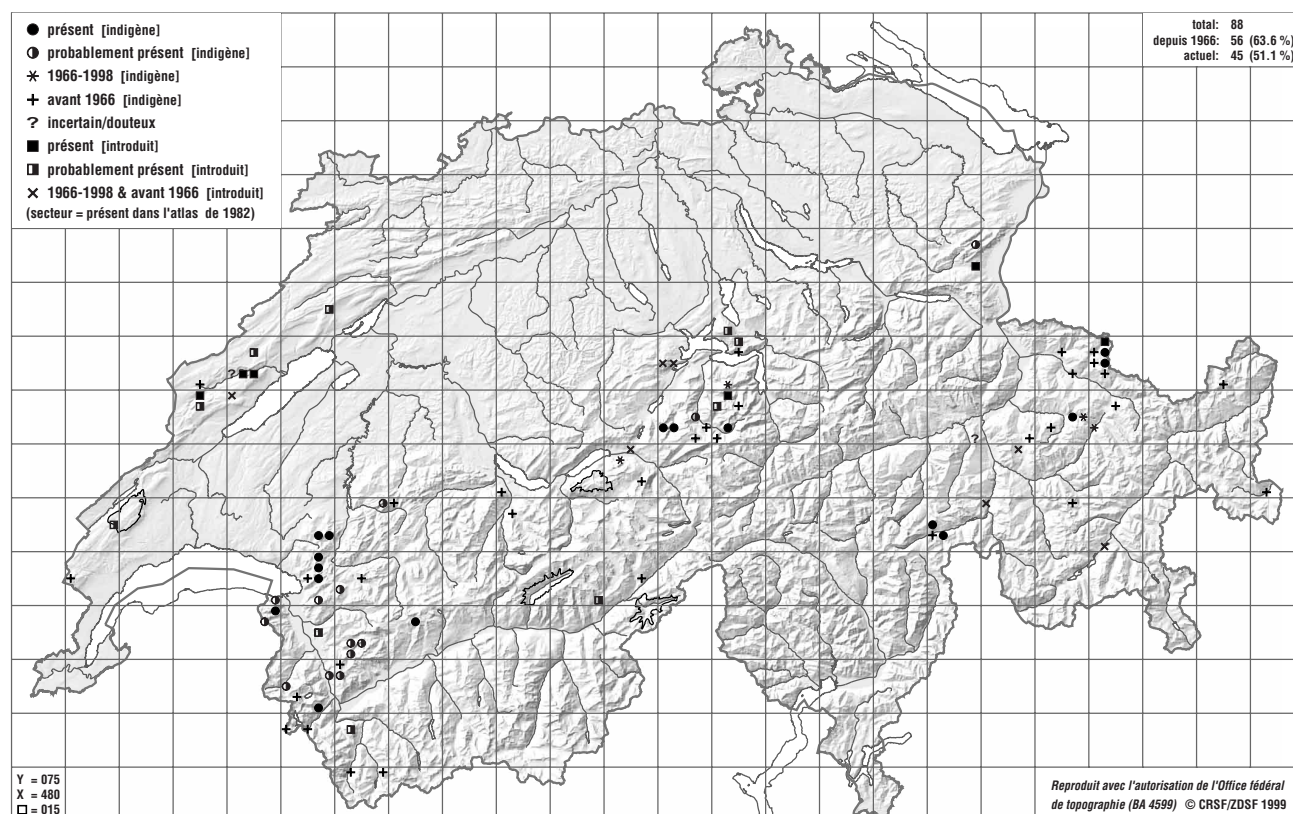 présent [indigène]
probablement présent [indigène]
1966-1998 [indigène]
avant 1966 [indigène]
? incertain/douteux
présent [introduit]
probablement présent [introduit]
1966-1998 & avant 1966 [introduit]
(secteur = présent dans l'atlas de 1982)
total: 88
depuis 1966: 56 (63.6 %)
actuel: 45 (51.1 %)
?
?
Y = 075
X = 480
= 015
Reproduit avec l'autorisation de l'Office fédéral
de topographie (BA 4599) © CRSF/ZDSF 1999